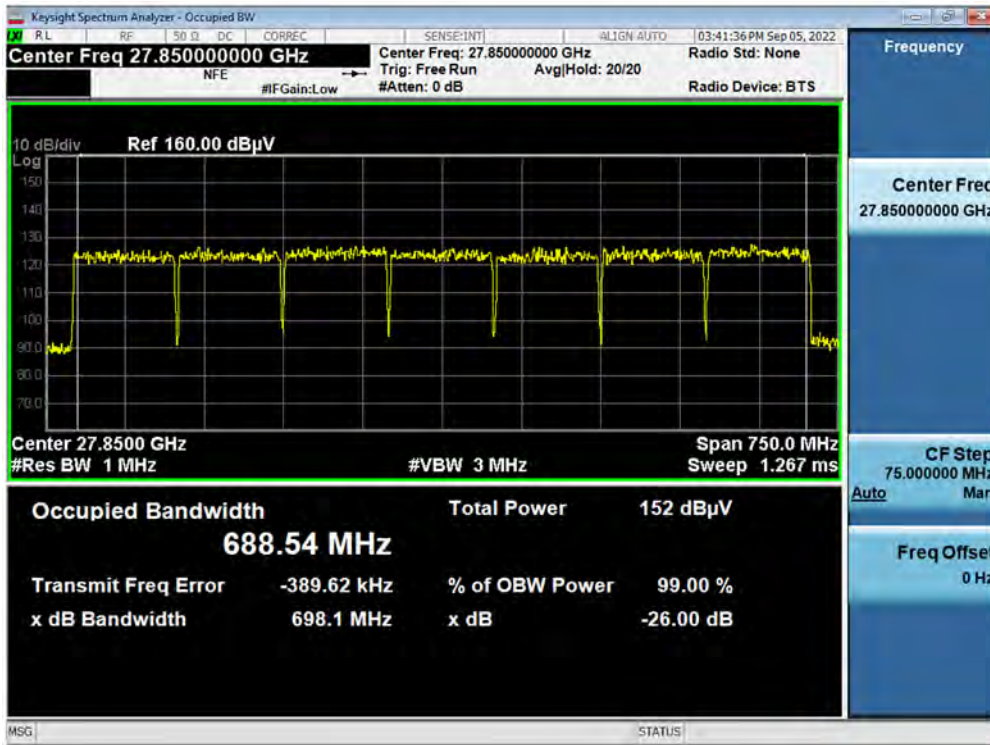 Keysight Spectrum Analyzer - Occupied BW
LXI RL RF 50 Ω DC CORREC SENSE:INT ALIGN AUTO 03:41:36 PM Sep 05, 2022
Center Freq 27.850000000 GHz
NFE
#IFGain:Low
Center Freq: 27.850000000 GHz
Trig: Free Run Avg|Hold: 20/20
#Atten: 0 dB
Radio Std: None
Radio Device: BTS
Frequency
10 dB/div Ref 160.00 dBµV
Log
150
140
130
120
110
100
90.0
80.0
70.0
Center 27.8500 GHz Span 750.0 MHz
#Res BW 1 MHz #VBW 3 MHz Sweep 1.267 ms
Occupied Bandwidth Total Power 152 dBµV
688.54 MHz
Transmit Freq Error -389.62 kHz % of OBW Power 99.00 %
x dB Bandwidth 698.1 MHz x dB -26.00 dB
Center Freq
27.850000000 GHz
CF Step
75.000000 MHz
Auto Man
Freq Offset
0 Hz
MSG STATUS